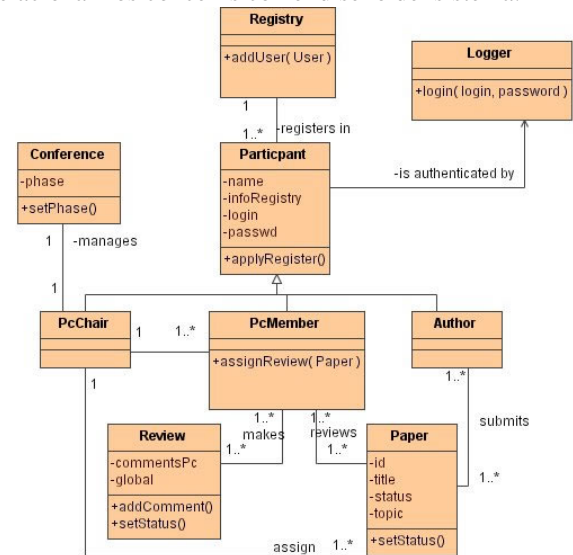 Registry
+addUser( User )
Logger
+login( login, password )
1
1..*
-registers in
Conference
-phase
+setPhase()
Particpant
-name
-infoRegistry
-login
-passwd
+applyRegister()
-is authenticated by
1
-manages
1
PcChair
1
1..*
PcMember
+assignReview( Paper )
Author
1
1..*
1..*
1..*
makes
reviews
submits
1..*
1..*
1..*
Review
-commentsPc
-global
+addComment()
+setStatus()
Paper
-id
-title
-status
-topic
+setStatus()
assign
1..*